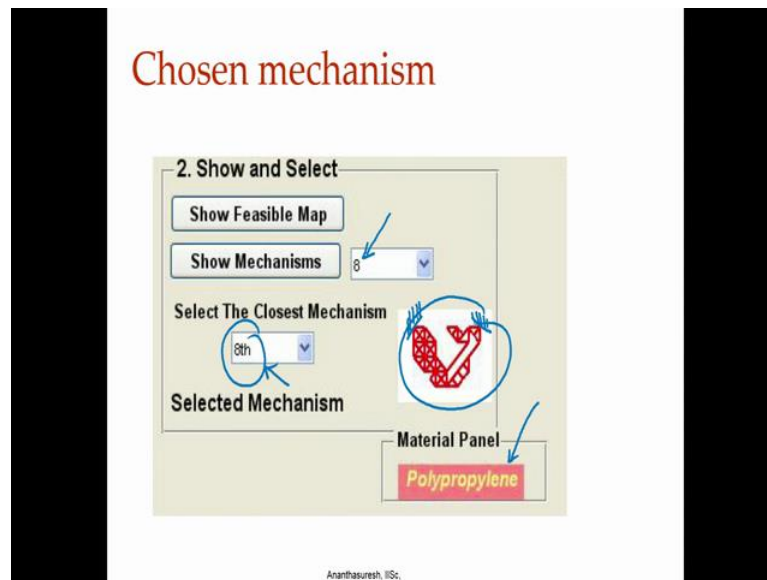 Chosen mechanism
2. Show and Select
Show Feasible Map
Show Mechanisms 8
Select The Closest Mechanism
8th
Selected Mechanism
Material Panel
Polypropylene
Ananthasuresh, IISc,